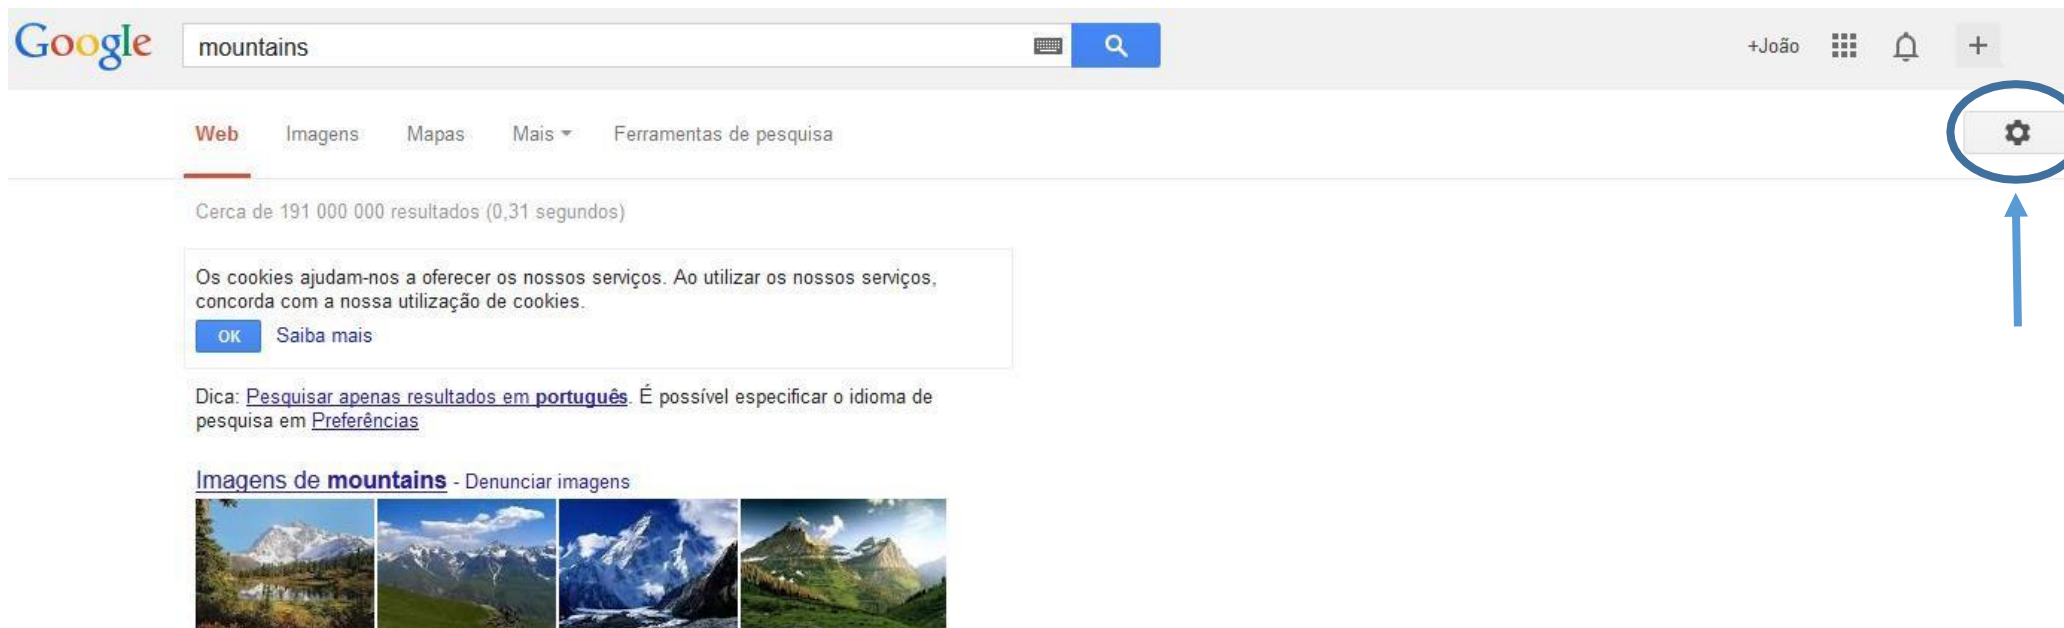 Google mountains +João
Web Imagens Mapas Mais Ferramentas de pesquisa
Cerca de 191 000 000 resultados (0,31 segundos)
Os cookies ajudam-nos a oferecer os nossos serviços. Ao utilizar os nossos serviços,
concorda com a nossa utilização de cookies.
OK Saiba mais
Dica: Pesquisar apenas resultados em português. É possível especificar o idioma de
pesquisa em Preferências
Imagens de mountains - Denunciar imagens